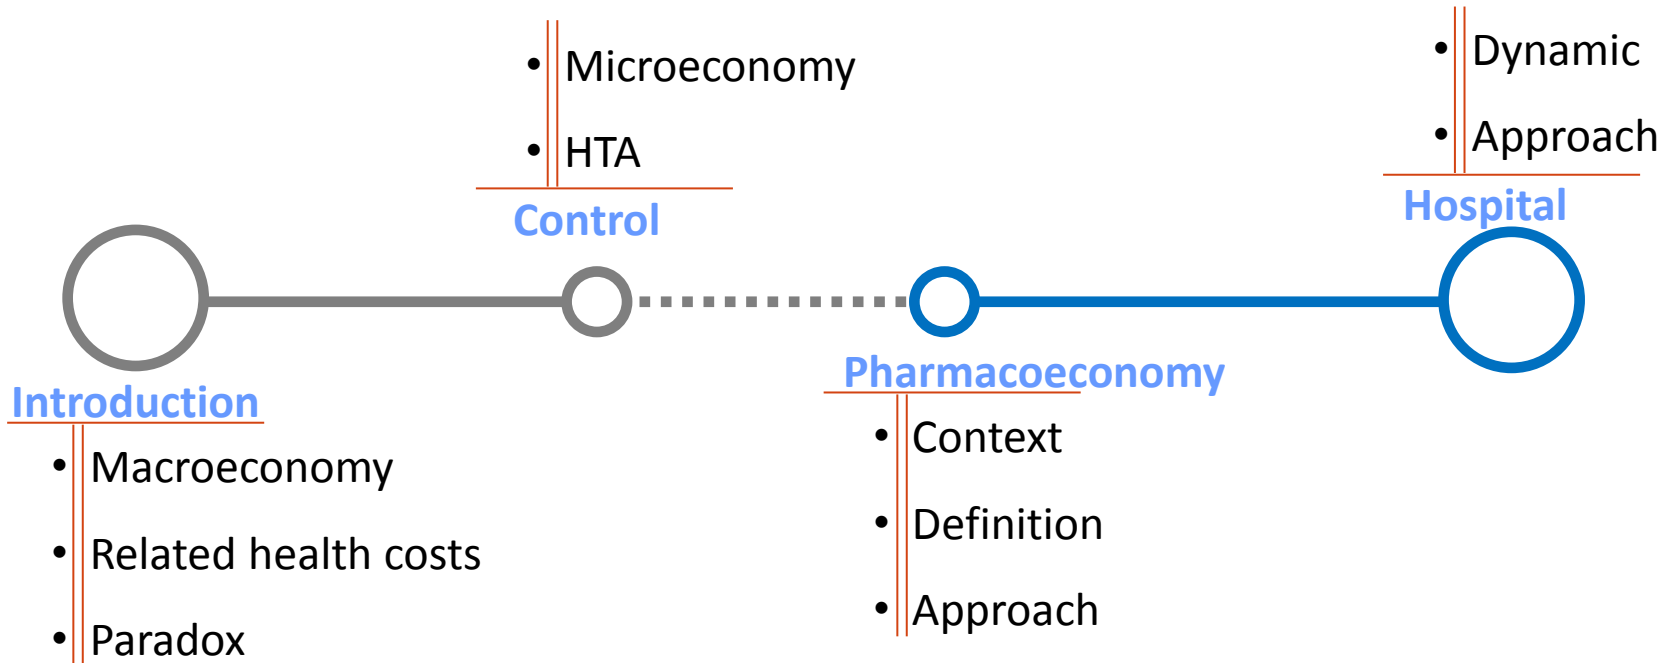 Introduction
• Macroeconomy
• Related health costs
• Paradox
• Microeconomy
• HTA
Control
Pharmacoeconomy
• Context
• Definition
• Approach
• Dynamic
• Approach
Hospital